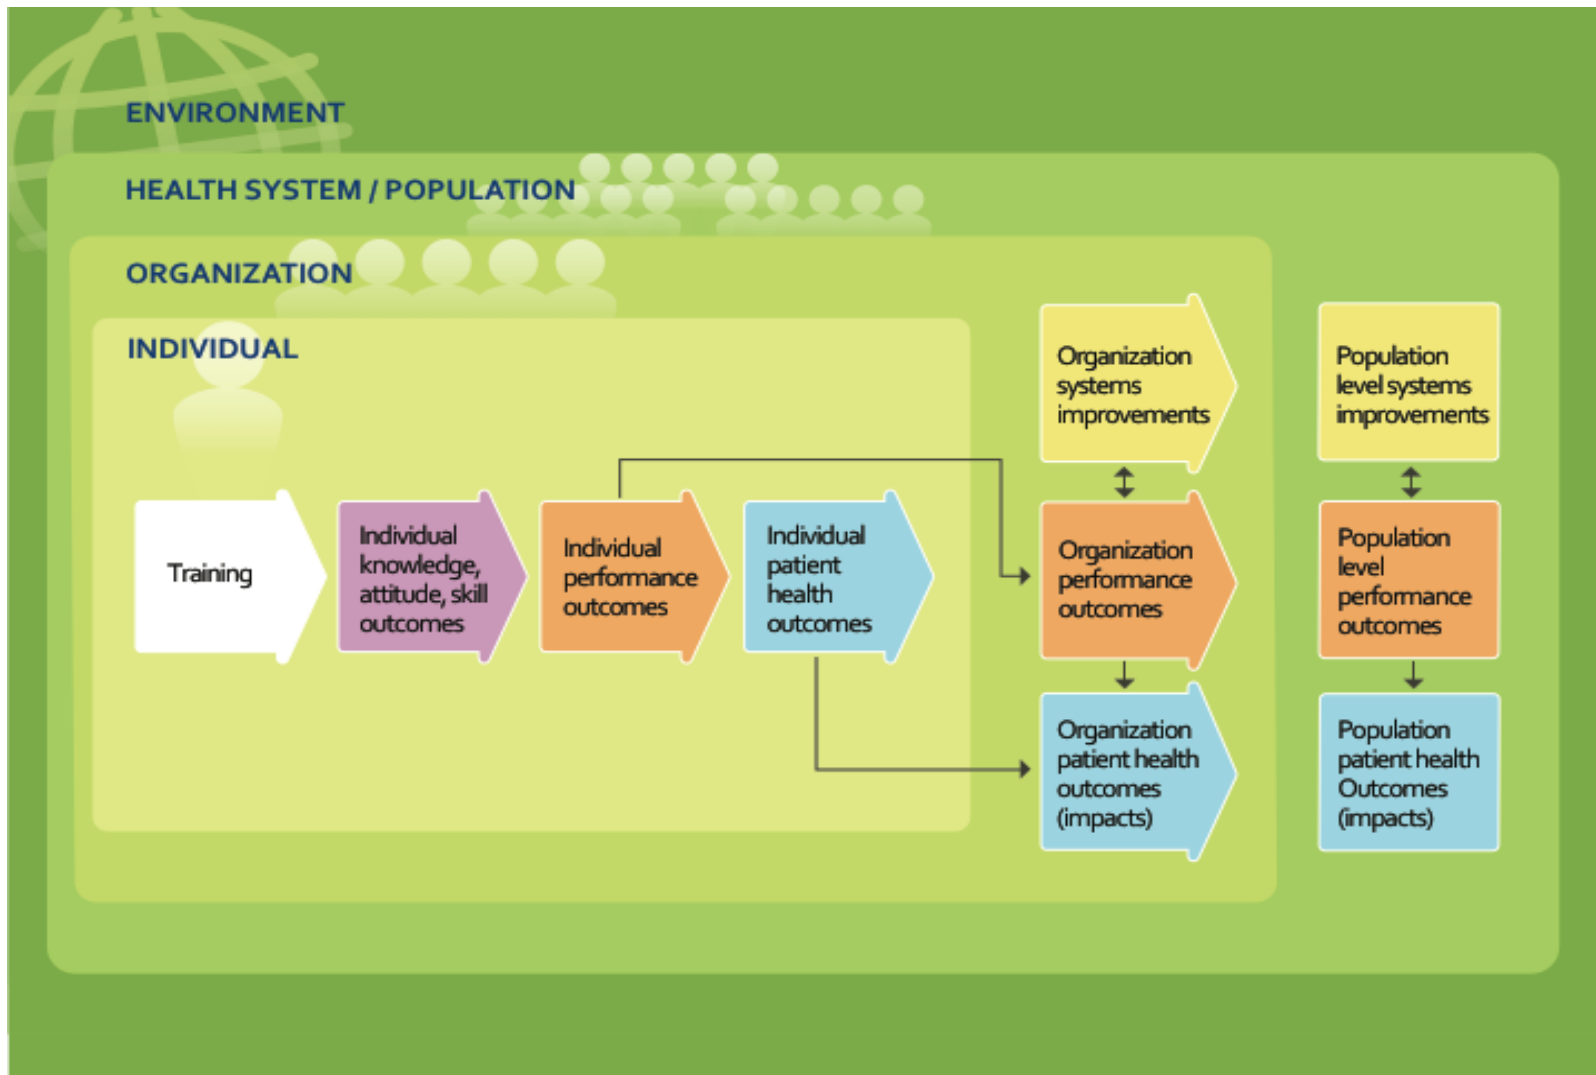 ENVIRONMENT
HEALTH SYSTEM / POPULATION
ORGANIZATION
INDIVIDUAL
Training
Individual
knowledge,
attitude, skill
outcomes
Individual
performance
outcomes
Individual
patient
health
outcomes
Organization
systems
improvements
Organization
performance
outcomes
Organization
patient health
outcomes
(impacts)
Population
level systems
improvements
Population
level
performance
outcomes
Population
patient health
Outcomes
(impacts)